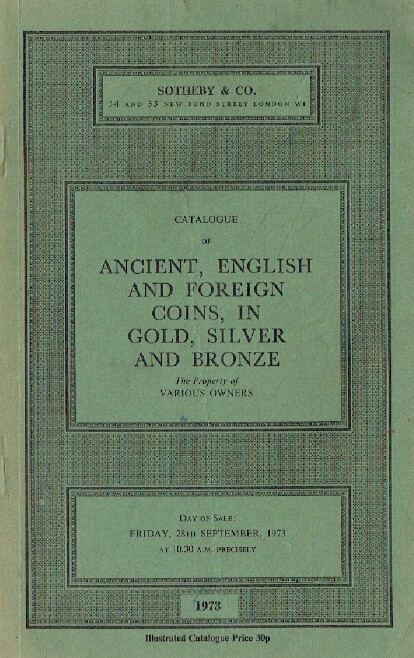 SOTHEBY & CO.
34 AND 35 NEW BOND STREET LONDON W1
CATALOGUE
OF
ANCIENT, ENGLISH
AND FOREIGN
COINS, IN
GOLD, SILVER
AND BRONZE
The Property of
VARIOUS OWNERS
DAY OF SALE:
FRIDAY, 28TH SEPTEMBER, 1973
AT 10.30 A.M. PRECISELY
1973
Illustrated Catalogue Price 30p